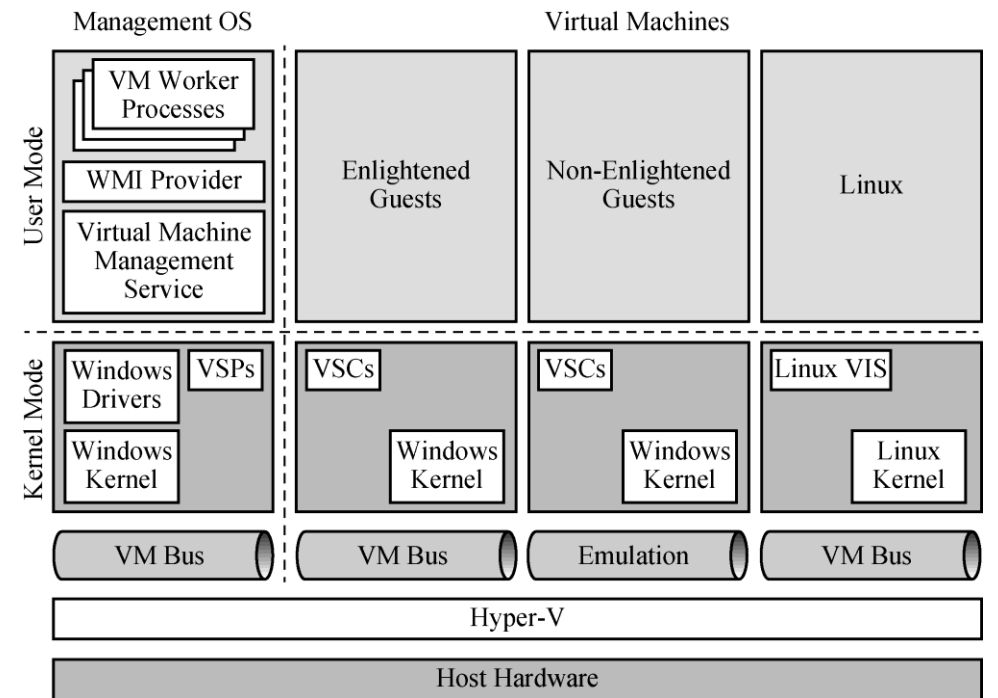 Management OS
Virtual Machines
User Mode
VM Worker
Processes
WMI Provider
Virtual Machine
Management
Service
Enlightened
Guests
Non-Enlightened
Guests
Linux
Kernel Mode
Windows
Drivers
VSPs
Windows
Kernel
VSCs
Windows
Kernel
VSCs
Windows
Kernel
Linux VIS
Linux
Kernel
VM Bus
VM Bus
Emulation
VM Bus
Hyper-V
Host Hardware